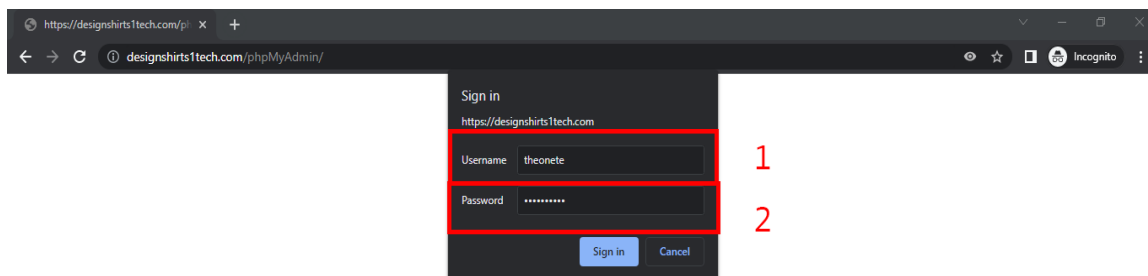 https://designshirts1tech.com/ph
designshirts1tech.com/phpMyAdmin/
Incognito
Sign in
https://designshirts1tech.com
Username theonete
1
Password ••••••••••
2
Sign in Cancel